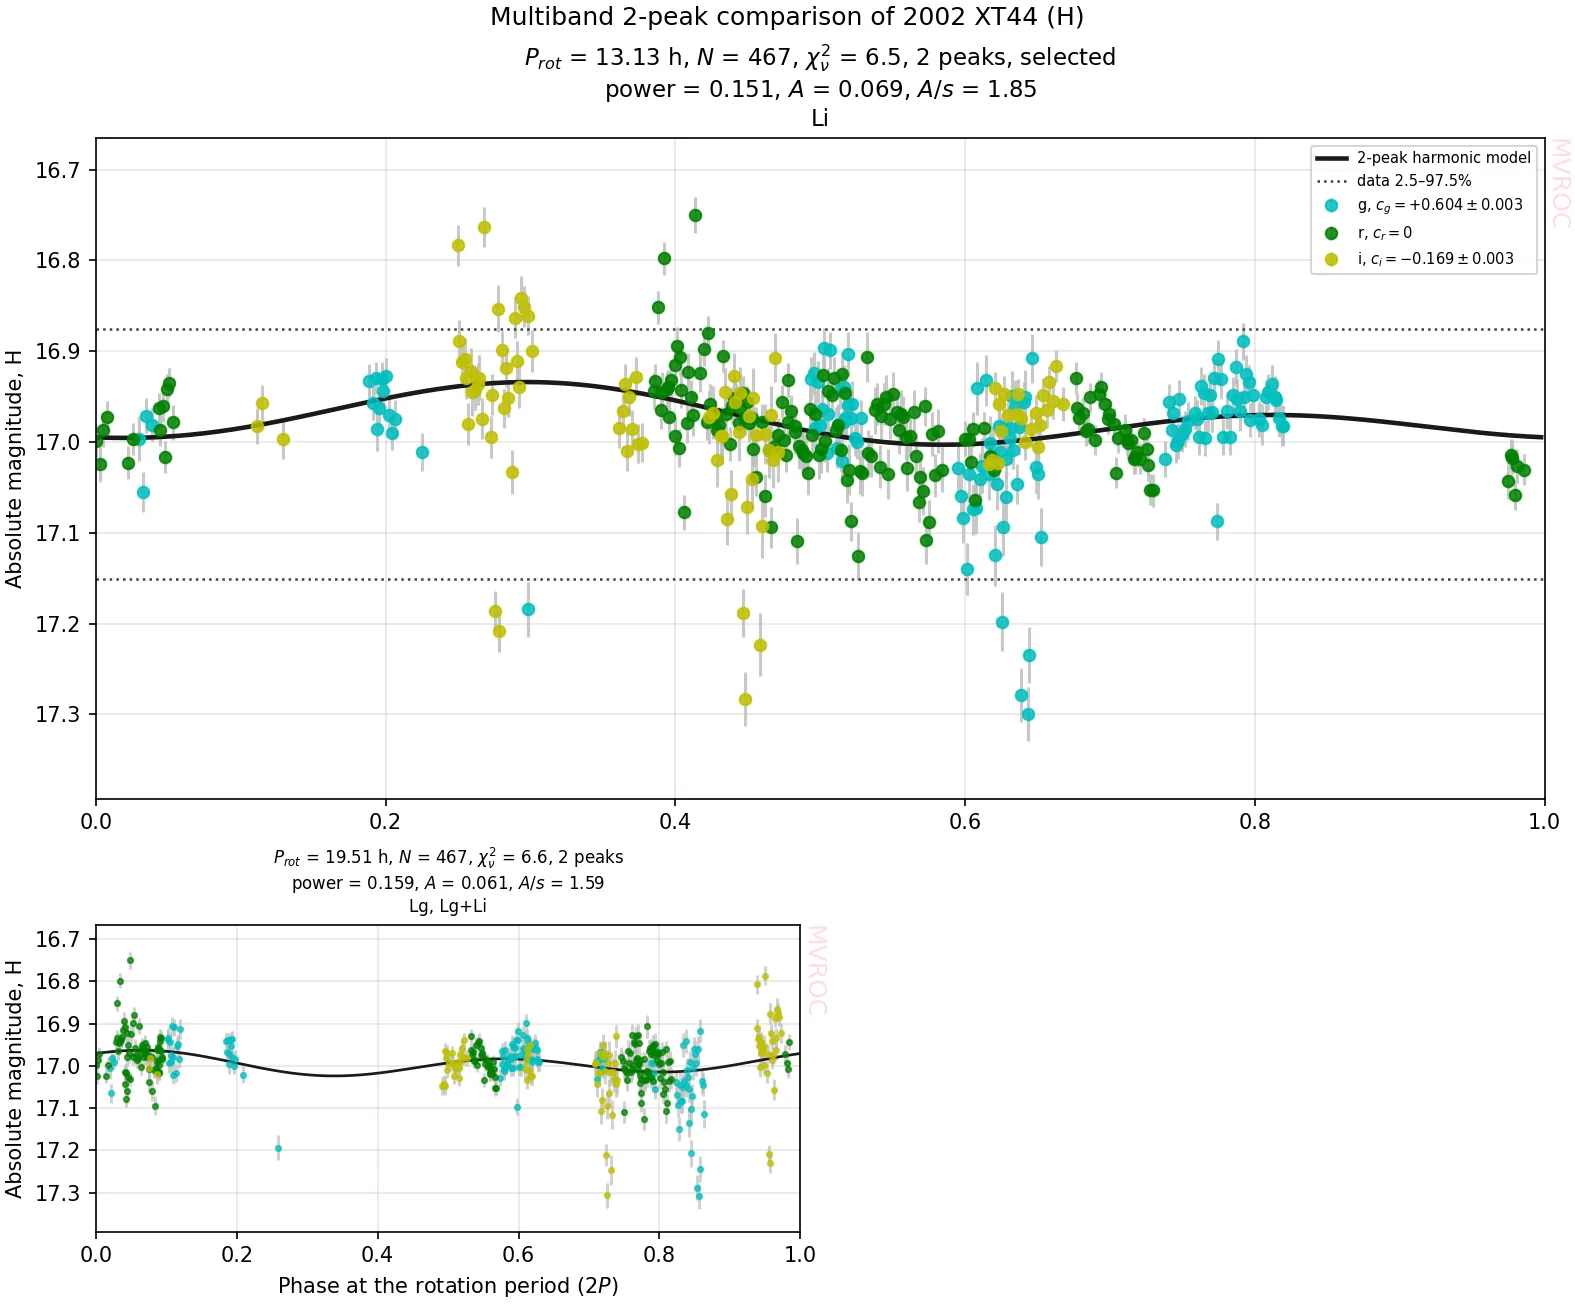 Multiband 2-peak comparison of 2002 XT44 (H)
P_rot = 13.13 h, N = 467, χ²_ν = 6.5, 2 peaks, selected
power = 0.151, A = 0.069, A/s = 1.85
Li
MVROC
2-peak harmonic model
data 2.5–97.5%
g, c_g = +0.604 ± 0.003
r, c_r = 0
i, c_i = −0.169 ± 0.003
Absolute magnitude, H
16.7
16.8
16.9
17.0
17.1
17.2
17.3
0.0 0.2 0.4 0.6 0.8 1.0
P_rot = 19.51 h, N = 467, χ²_ν = 6.6, 2 peaks
power = 0.159, A = 0.061, A/s = 1.59
Lg, Lg+Li
MVROC
Absolute magnitude, H
16.7
16.8
16.9
17.0
17.1
17.2
17.3
0.0 0.2 0.4 0.6 0.8 1.0
Phase at the rotation period (2P)